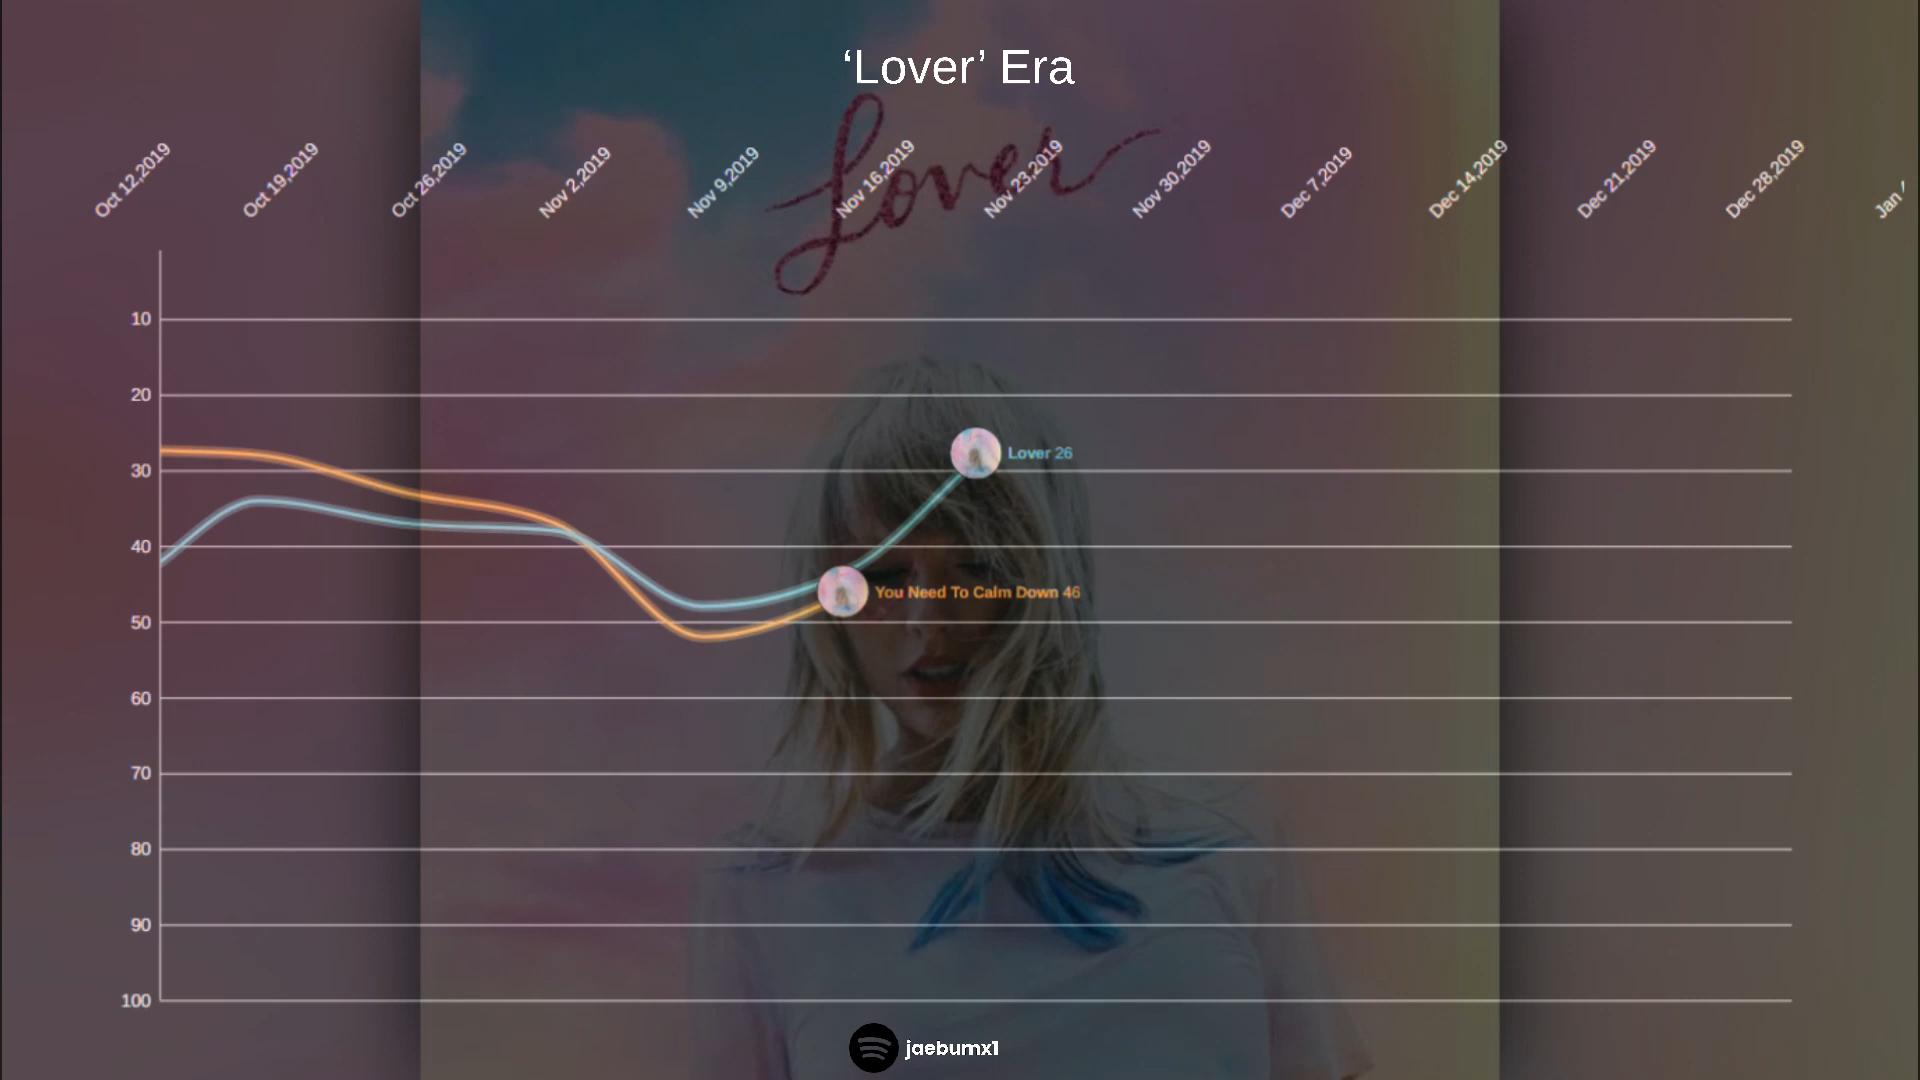 ‘Lover’ Era
Lover
Oct 12,2019
Oct 19,2019
Oct 26,2019
Nov 2,2019
Nov 9,2019
Nov 16,2019
Nov 23,2019
Nov 30,2019
Dec 7,2019
Dec 14,2019
Dec 21,2019
Dec 28,2019
Jan
10
20
30
40
50
60
70
80
90
100
Lover 26
You Need To Calm Down 46
jaebumx1